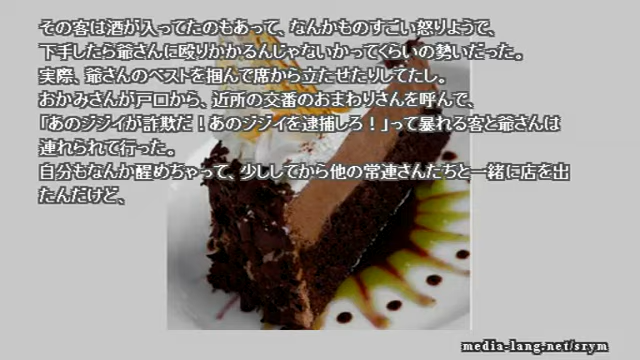 その客は酒が入ってたのもあって、なんかものすごい怒りようで、
下手したら爺さんに殴りかかるんじゃないかってくらいの勢いだった。
実際、爺さんのベストを掴んで席から立たせたりしてたし。
おかみさんが戸口から、近所の交番のおまわりさんを呼んで、
「あのジジイが詐欺だ！あのジジイを逮捕しろ！」って暴れる客と爺さんは
連れられて行った。
自分もなんか醒めちゃって、少ししてから他の常連さんたちと一緒に店を出
たんだけど、
media-lang-net/srym